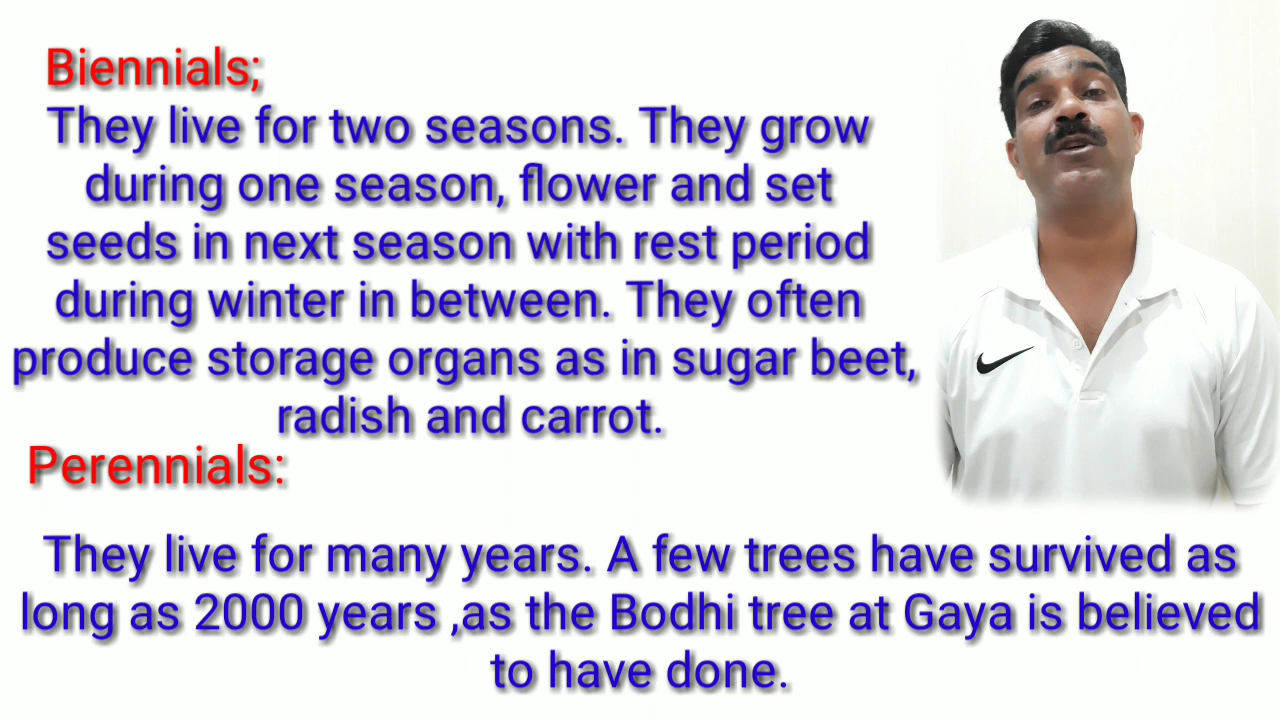 Biennials;
They live for two seasons. They grow
during one season, flower and set
seeds in next season with rest period
during winter in between. They often
produce storage organs as in sugar beet,
radish and carrot.
Perennials:
They live for many years. A few trees have survived as
long as 2000 years ,as the Bodhi tree at Gaya is believed
to have done.